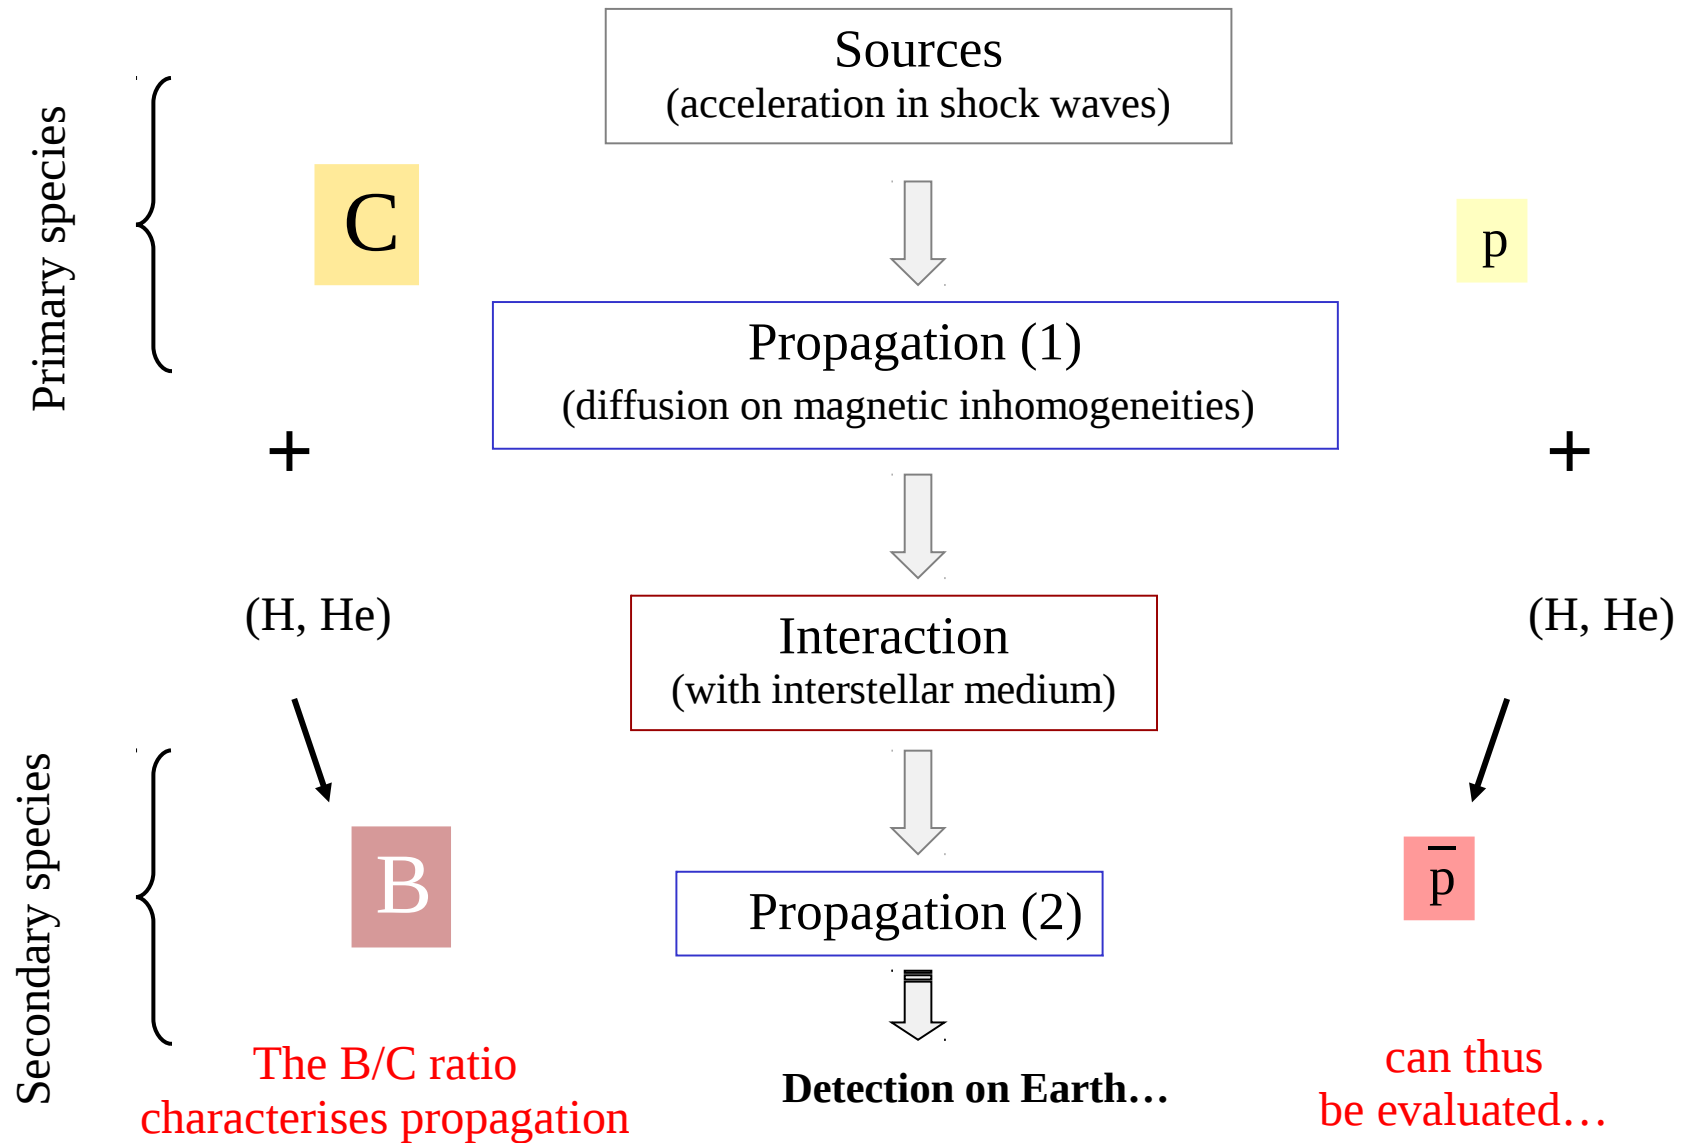 Sources
(acceleration in shock waves)
Primary species
C
p
Propagation (1)
(diffusion on magnetic inhomogeneities)
+
+
(H, He)
(H, He)
Interaction
(with interstellar medium)
Secondary species
B
p̅
Propagation (2)
The B/C ratio
characterises propagation
Detection on Earth…
can thus
be evaluated…